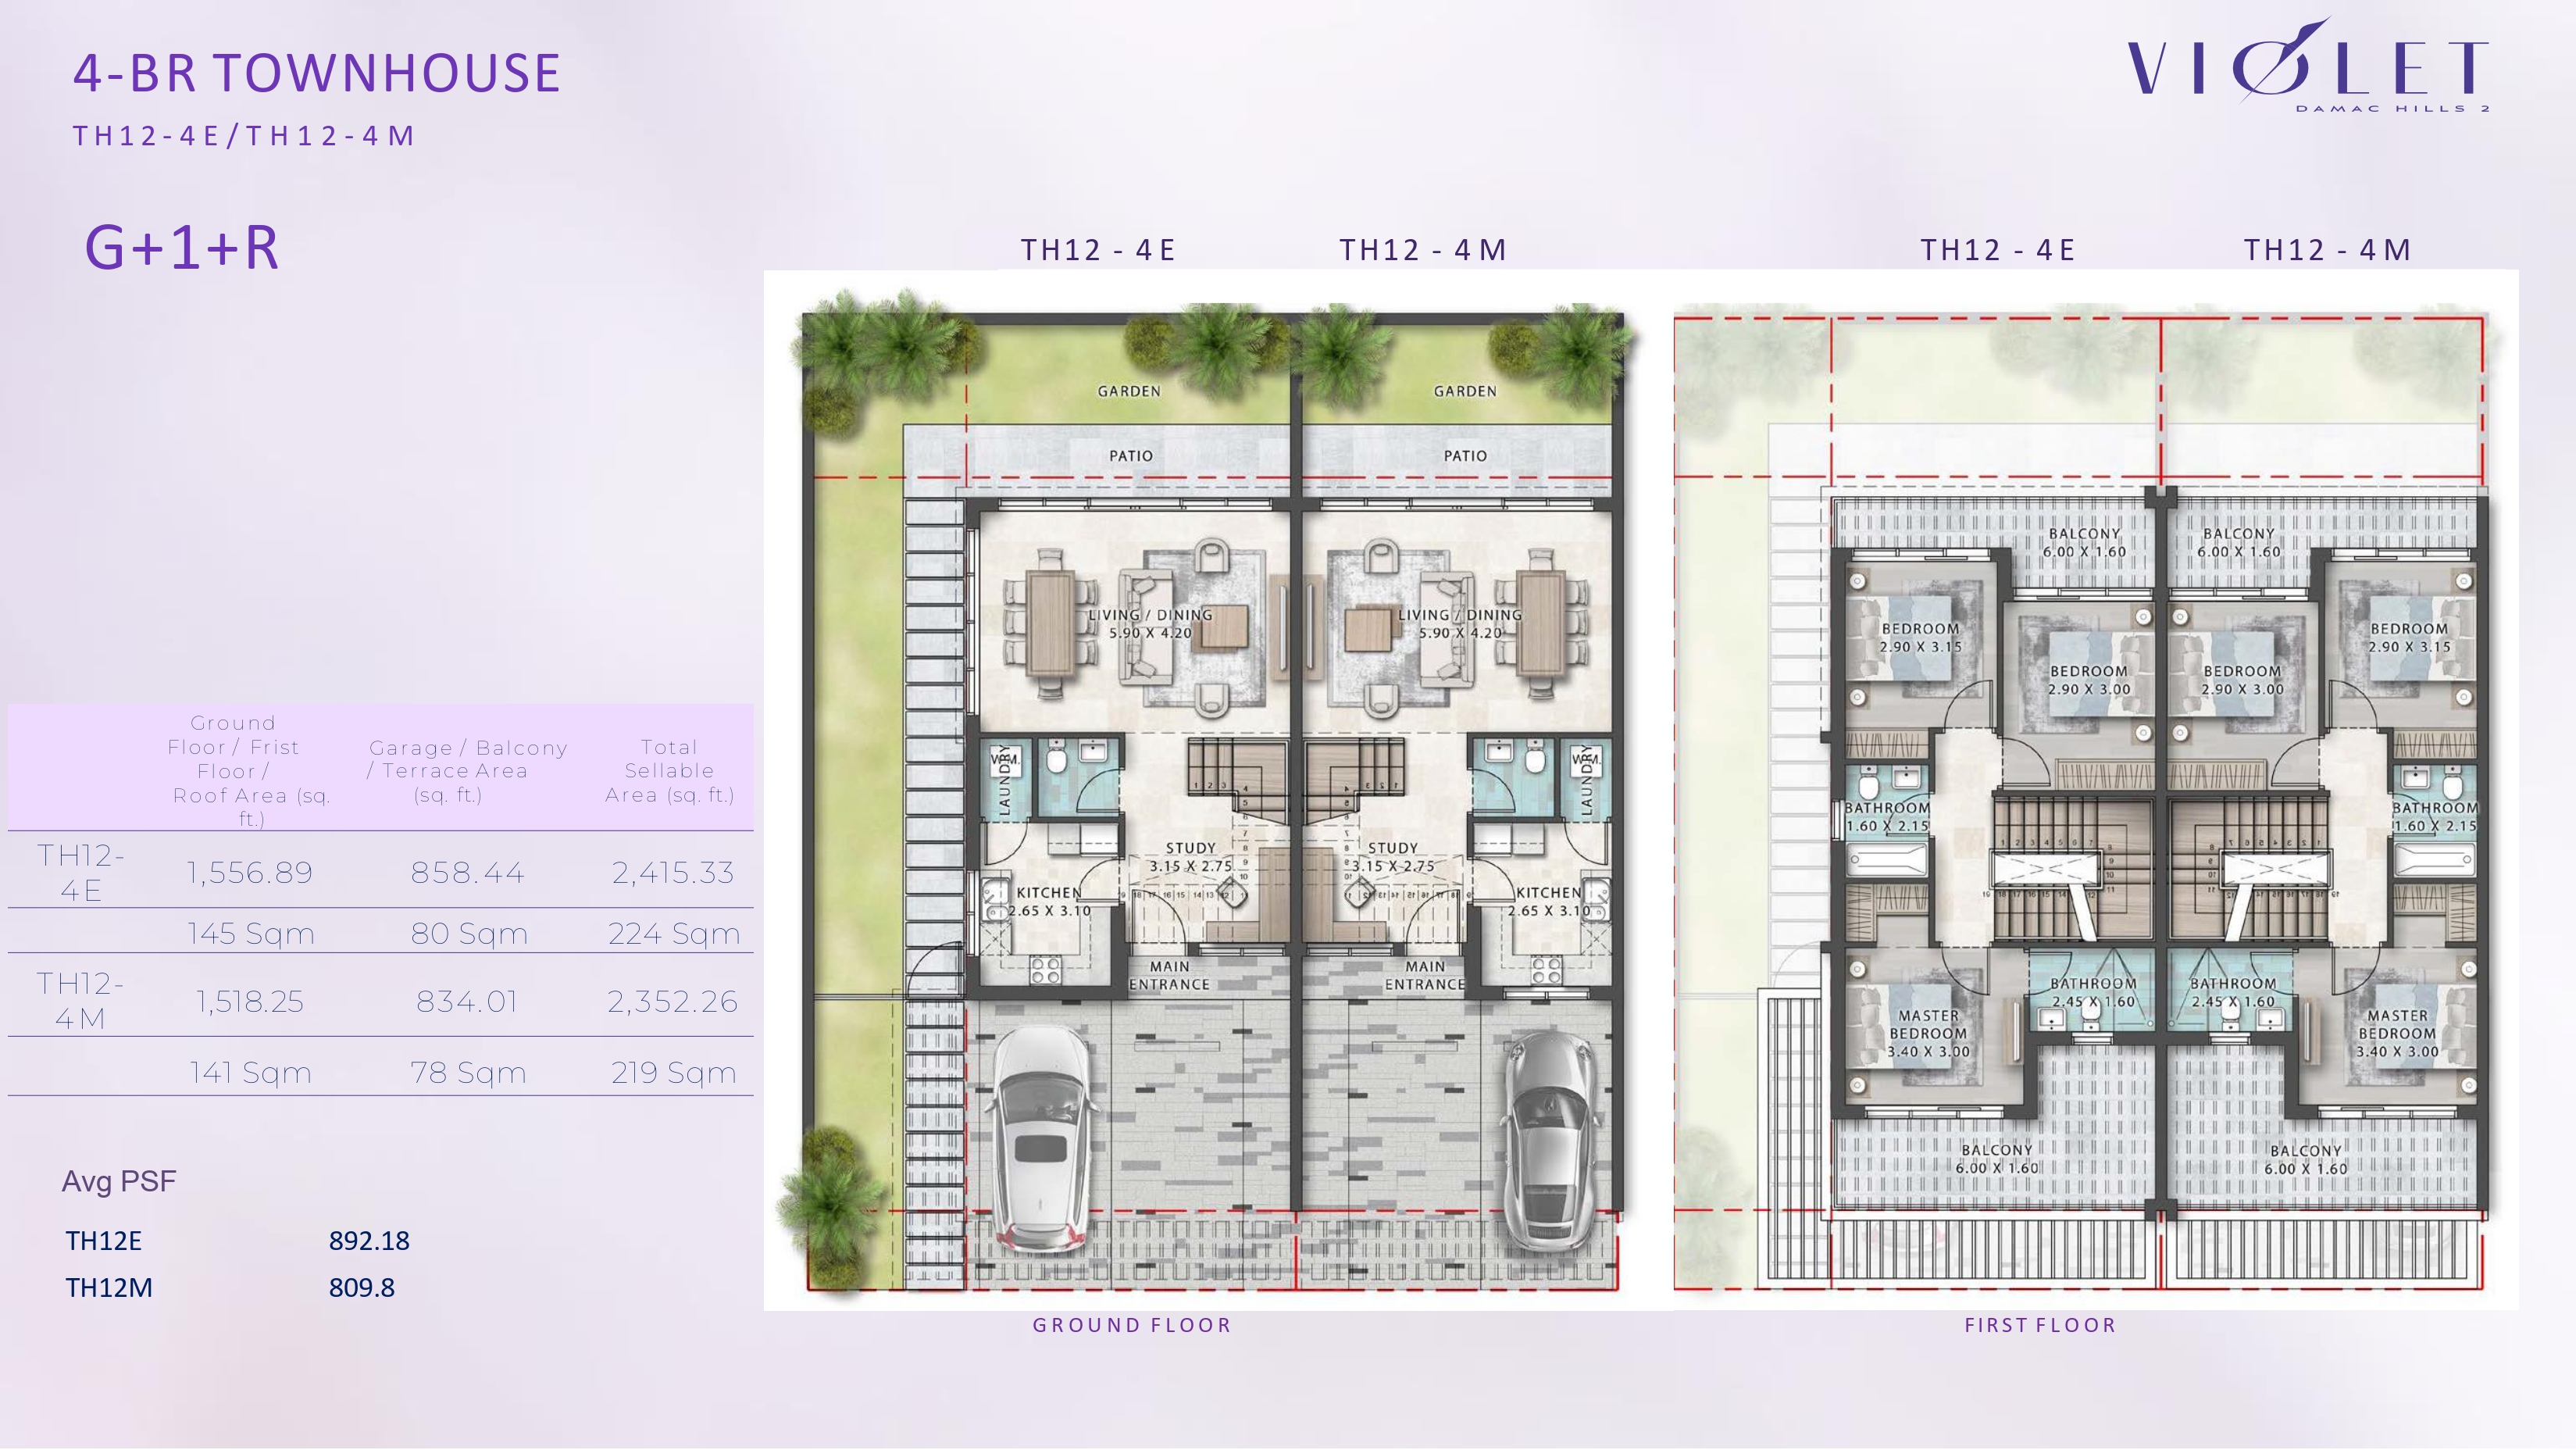 4-BR TOWNHOUSE
TH12-4E/TH12-4M
G+1+R
VIOLET
DAMAC HILLS 2
TH12 - 4E
TH12 - 4M
TH12 - 4E
TH12 - 4M
Ground
Floor / Frist
Floor /
Roof Area (sq.
ft.)
Garage / Balcony
/ Terrace Area
(sq. ft.)
Total
Sellable
Area (sq. ft.)
TH12-
4E
1,556.89 858.44 2,415.33
145 Sqm 80 Sqm 224 Sqm
TH12-
4M
1,518.25 834.01 2,352.26
141 Sqm 78 Sqm 219 Sqm
Avg PSF
TH12E 892.18
TH12M 809.8
GARDEN
GARDEN
PATIO
PATIO
LIVING / DINING
5.90 X 4.20
LIVING / DINING
5.90 X 4.20
W.M.
LAUNDRY
W.M.
LAUNDRY
STUDY
3.15 X 2.75
STUDY
3.15 X 2.75
KITCHEN
2.65 X 3.10
KITCHEN
2.65 X 3.10
MAIN
ENTRANCE
MAIN
ENTRANCE
GROUND FLOOR
BALCONY
6.00 X 1.60
BALCONY
6.00 X 1.60
BEDROOM
2.90 X 3.15
BEDROOM
2.90 X 3.00
BEDROOM
2.90 X 3.00
BEDROOM
2.90 X 3.15
BATHROOM
1.60 X 2.15
BATHROOM
1.60 X 2.15
BATHROOM
2.45 X 1.60
BATHROOM
2.45 X 1.60
MASTER
BEDROOM
3.40 X 3.00
MASTER
BEDROOM
3.40 X 3.00
BALCONY
6.00 X 1.60
BALCONY
6.00 X 1.60
FIRST FLOOR